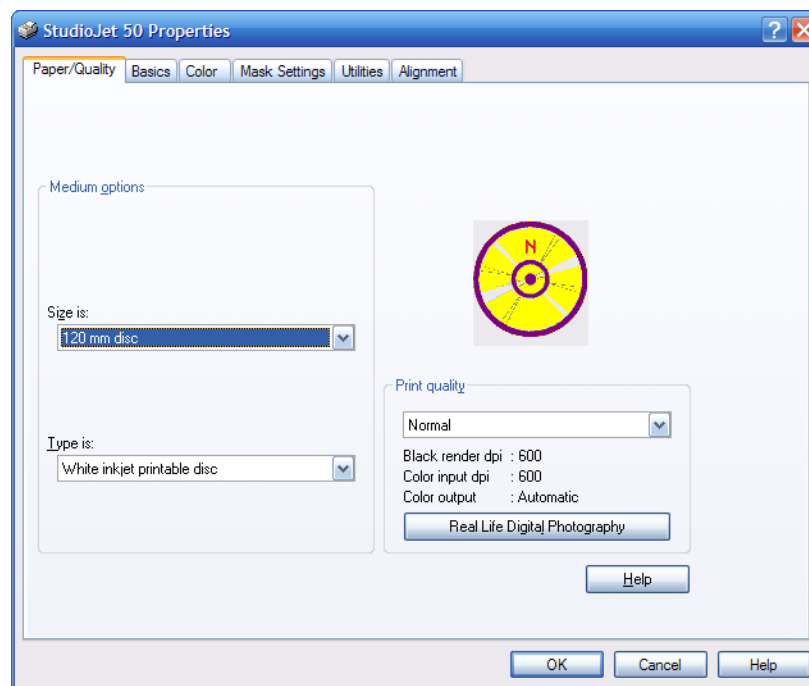 StudioJet 50 Properties
Paper/Quality Basics Color Mask Settings Utilities Alignment
Medium options
N
Size is:
120 mm disc
Print quality
Normal
Type is:
Black render dpi : 600
White inkjet printable disc
Color input dpi : 600
Color output : Automatic
Real Life Digital Photography
Help
OK Cancel Help